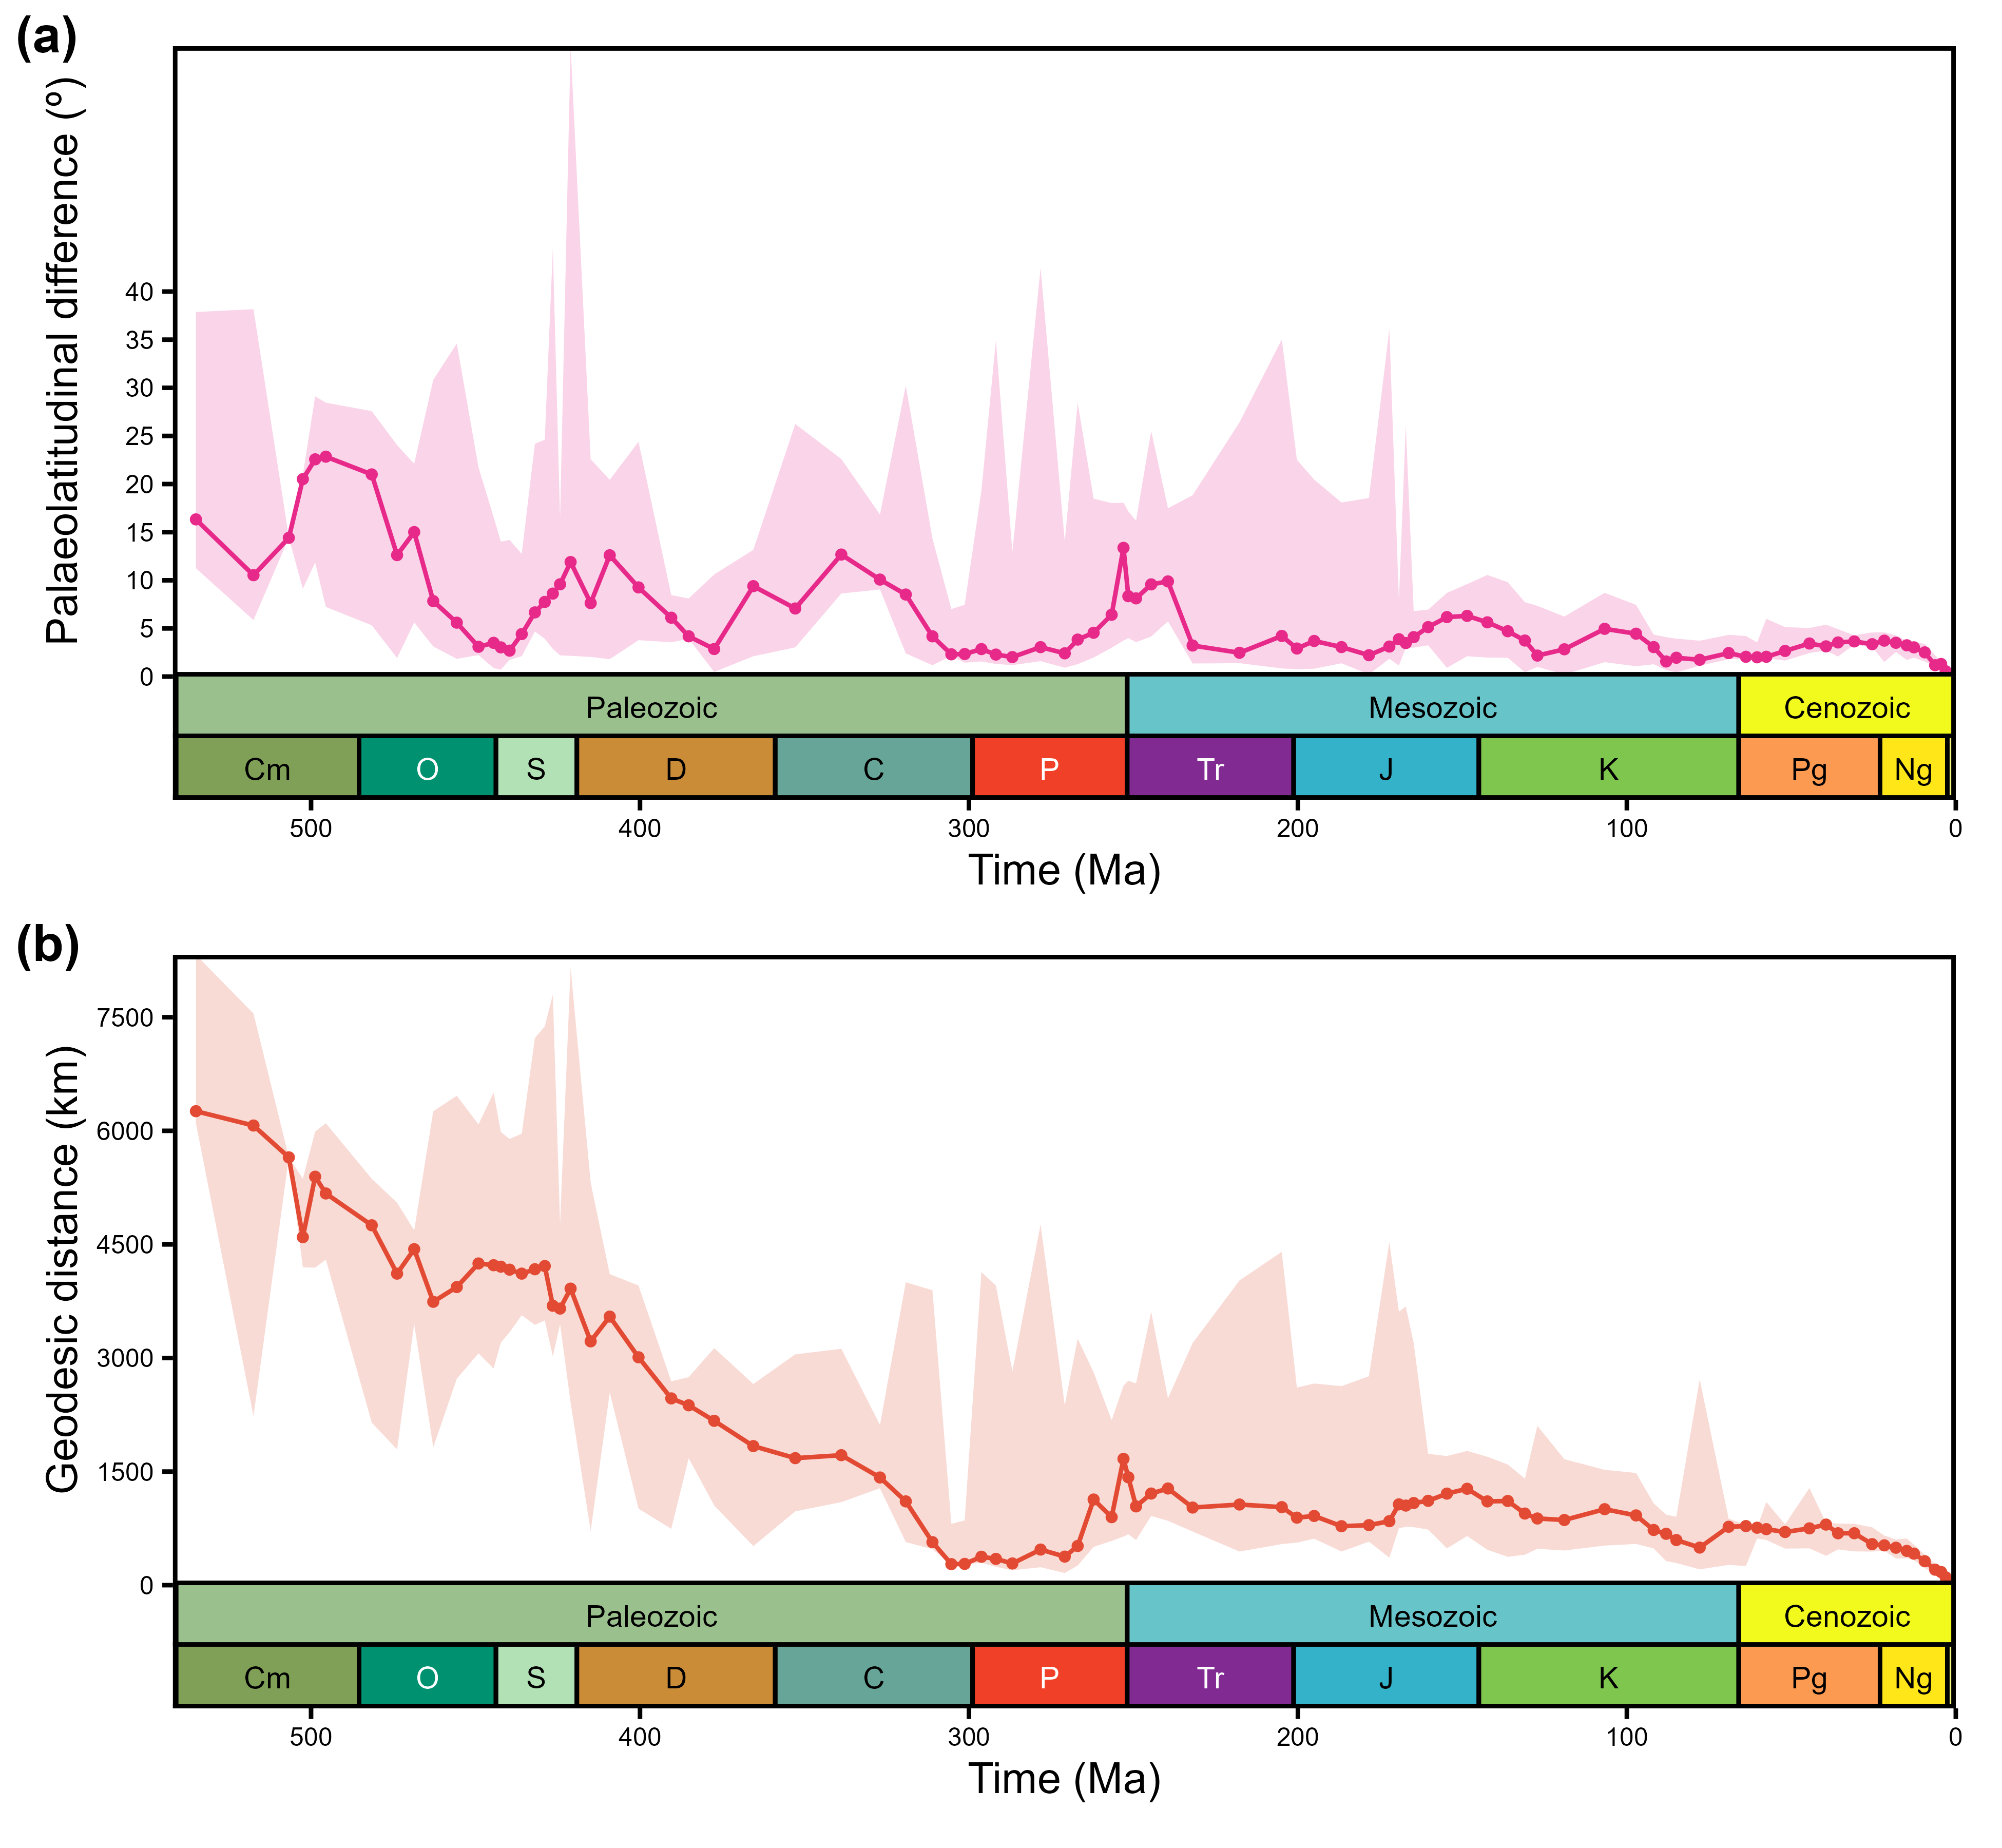 (a)
Palaeolatitudinal difference (º)
40
35
30
25
20
15
10
5
0
Paleozoic Mesozoic Cenozoic
Cm O S D C P Tr J K Pg Ng
500 400 300 200 100 0
Time (Ma)
(b)
Geodesic distance (km)
7500
6000
4500
3000
1500
0
Paleozoic Mesozoic Cenozoic
Cm O S D C P Tr J K Pg Ng
500 400 300 200 100 0
Time (Ma)